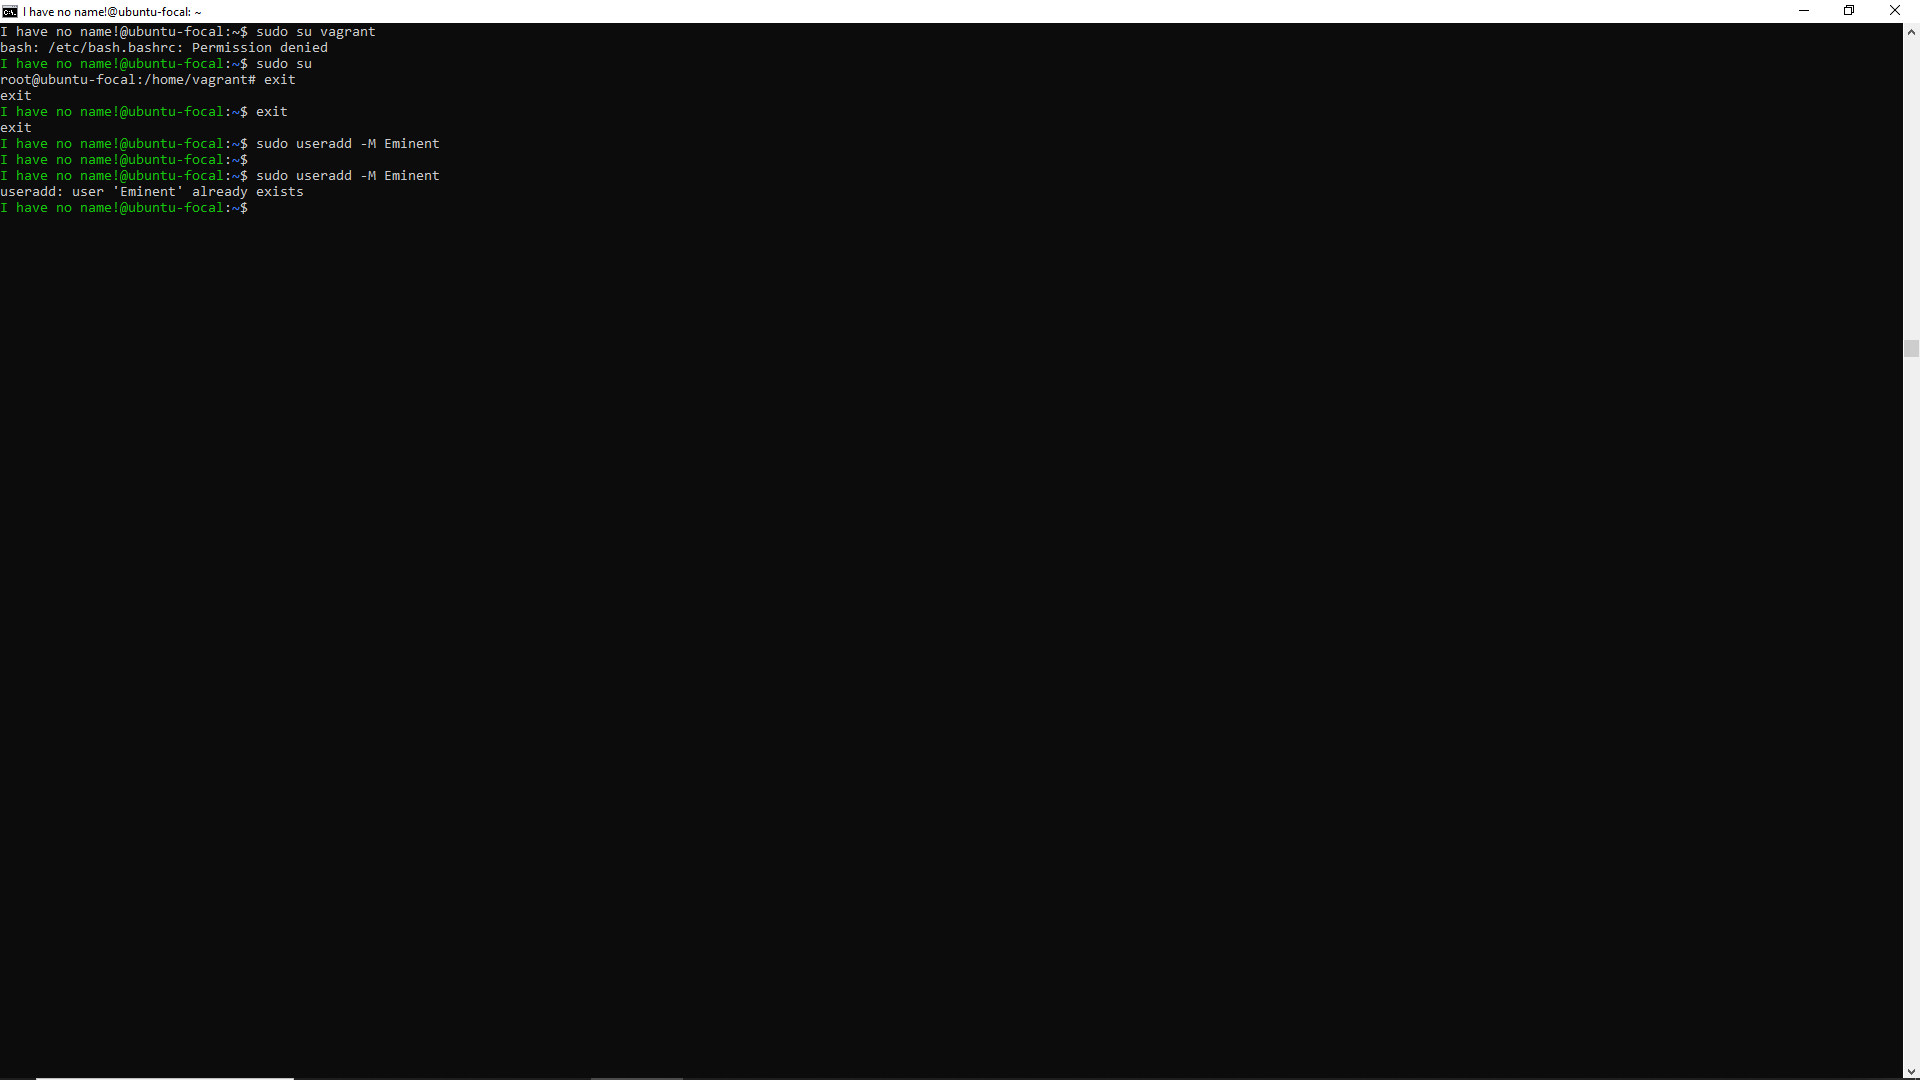 I have no name!@ubuntu-focal: ~
I have no name!@ubuntu-focal:~$ sudo su vagrant
bash: /etc/bash.bashrc: Permission denied
I have no name!@ubuntu-focal:~$ sudo su
root@ubuntu-focal:/home/vagrant# exit
exit
I have no name!@ubuntu-focal:~$ exit
exit
I have no name!@ubuntu-focal:~$ sudo useradd -M Eminent
I have no name!@ubuntu-focal:~$
I have no name!@ubuntu-focal:~$ sudo useradd -M Eminent
useradd: user 'Eminent' already exists
I have no name!@ubuntu-focal:~$